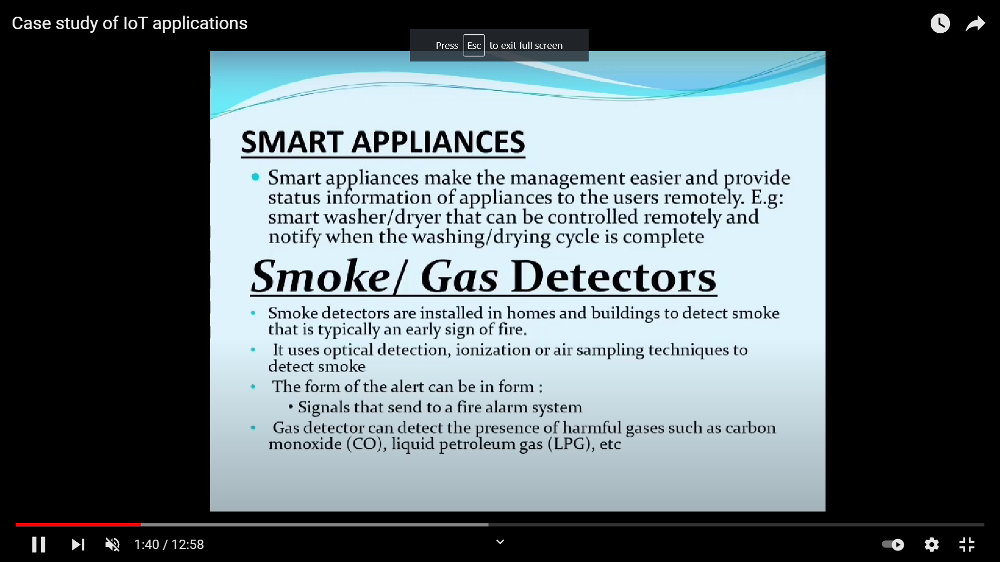 Case study of IoT applications
Press Esc to exit full screen
SMART APPLIANCES
• Smart appliances make the management easier and provide
status information of appliances to the users remotely. E.g:
smart washer/dryer that can be controlled remotely and
notify when the washing/drying cycle is complete
Smoke/ Gas Detectors
• Smoke detectors are installed in homes and buildings to detect smoke
that is typically an early sign of fire.
• It uses optical detection, ionization or air sampling techniques to
detect smoke
• The form of the alert can be in form :
• Signals that send to a fire alarm system
• Gas detector can detect the presence of harmful gases such as carbon
monoxide (CO), liquid petroleum gas (LPG), etc
1:40 / 12:58